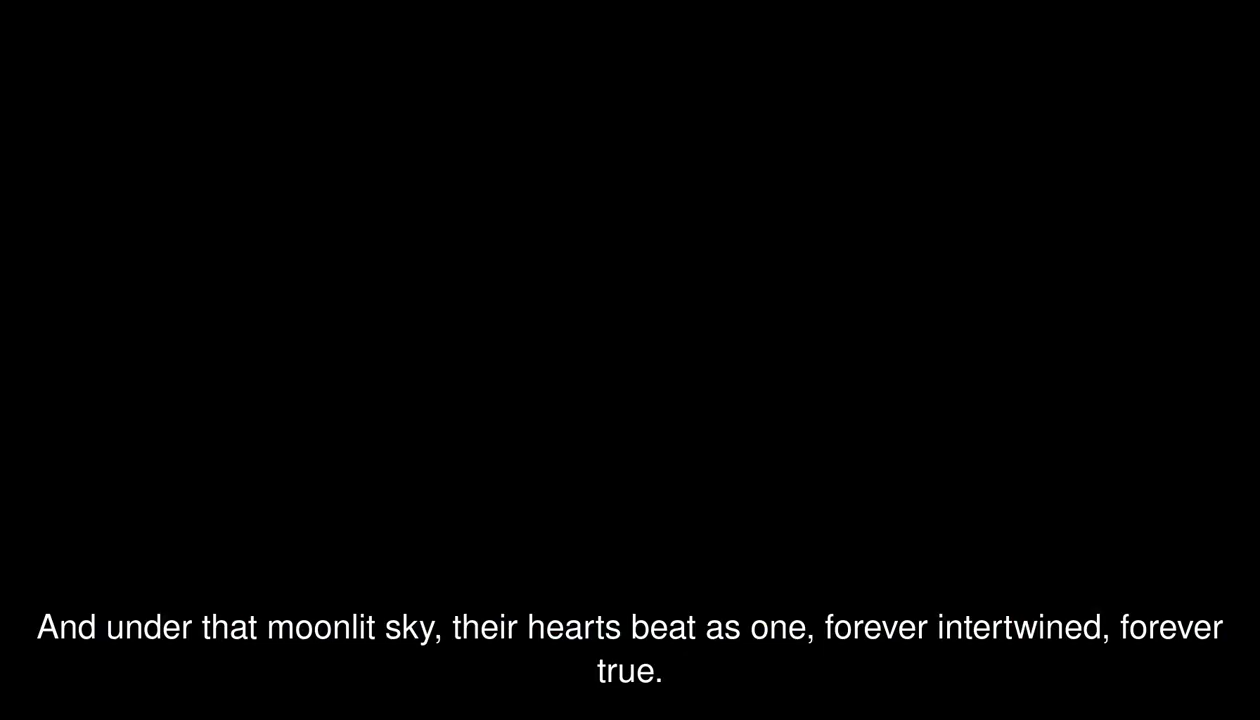 And under that moonlit sky, their hearts beat as one, forever intertwined, forever
true.